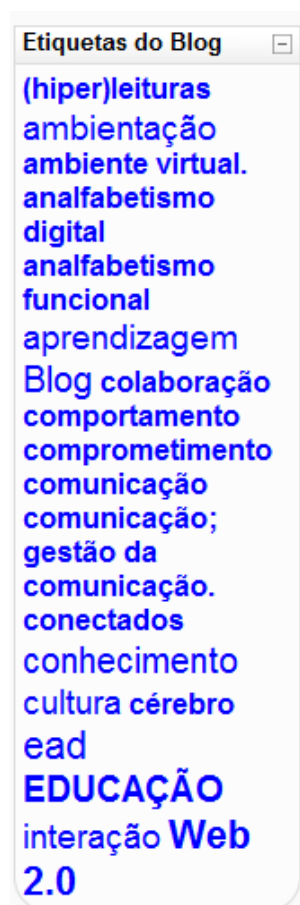 Etiquetas do Blog
(hiper)leituras
ambientação
ambiente virtual.
analfabetismo
digital
analfabetismo
funcional
aprendizagem
Blog colaboração
comportamento
comprometimento
comunicação
comunicação;
gestão da
comunicação.
conectados
conhecimento
cultura cérebro
ead
EDUCAÇÃO
interação Web
2.0